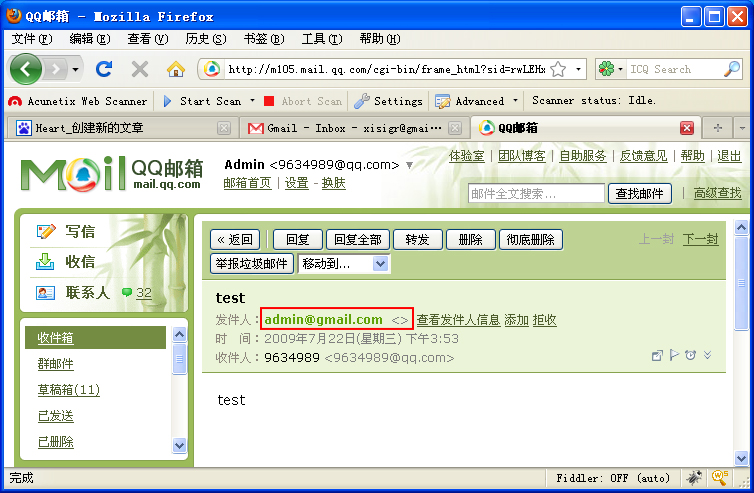 QQ邮箱 - Mozilla Firefox
文件(F) 编辑(E) 查看(V) 历史(S) 书签(B) 工具(T) 帮助(H)
http://m105.mail.qq.com/cgi-bin/frame_html?sid=rwLEHx ICQ Search
Acunetix Web Scanner Start Scan Abort Scan Settings Advanced Scanner status: Idle.
Heart_创建新的文章 Gmail - Inbox - xisigr@gmai... QQ邮箱
Mail QQ邮箱 mail.qq.com
Admin <9634989@qq.com>
邮箱首页 | 设置 - 换肤
体验室 | 团队博客 | 自助服务 | 反馈意见 | 帮助 | 退出
邮件全文搜索... 查找邮件 | 高级查找
写信
收信
联系人 32
收件箱
群邮件
草稿箱(11)
已发送
已删除
« 返回 回复 回复全部 转发 删除 彻底删除 上一封 下一封
举报垃圾邮件 移动到...
test
发件人：admin@gmail.com <> 查看发件人信息 添加 拒收
时 间：2009年7月22日(星期三) 下午3:53
收件人：9634989 <9634989@qq.com>
test
完成 Fiddler: OFF (auto)